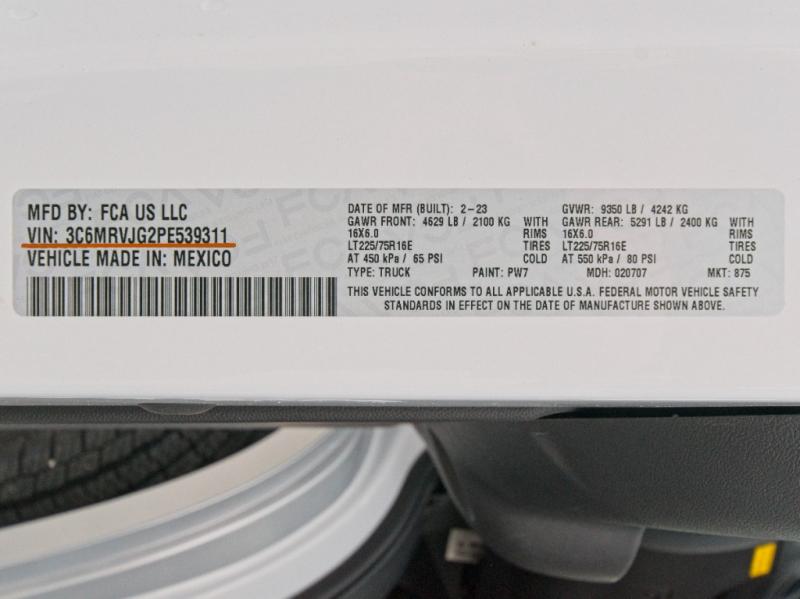 MFD BY: FCA US LLC
VIN: 3C6MRVJG2PE539311
VEHICLE MADE IN: MEXICO
DATE OF MFR (BUILT): 2-23
GAWR FRONT: 4629 LB / 2100 KG WITH
16X6.0 RIMS
LT225/75R16E TIRES
AT 450 kPa / 65 PSI COLD
TYPE: TRUCK PAINT: PW7
GVWR: 9350 LB / 4242 KG
GAWR REAR: 5291 LB / 2400 KG WITH
16X6.0 RIMS
LT225/75R16E TIRES
AT 550 kPa / 80 PSI COLD
MDH: 020707 MKT: 875
THIS VEHICLE CONFORMS TO ALL APPLICABLE U.S.A. FEDERAL MOTOR VEHICLE SAFETY
STANDARDS IN EFFECT ON THE DATE OF MANUFACTURE SHOWN ABOVE.